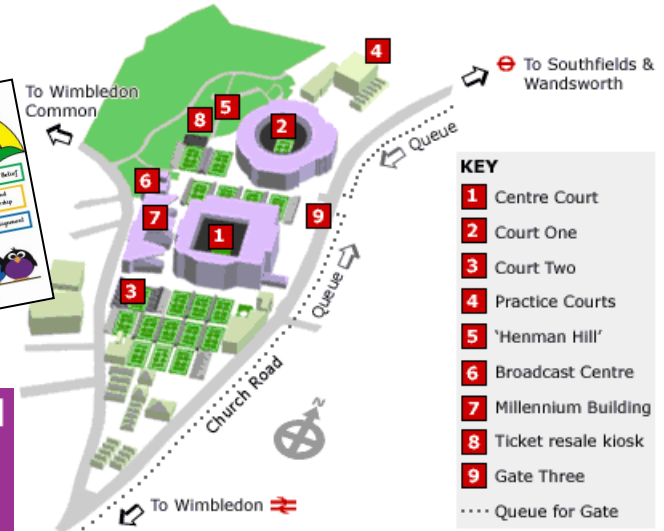 4
To Southfields &
Wandsworth
To Wimbledon
Common
5
8
2
Queue
Belief
6
KEY
7
9
1 Centre Court
1
2 Court One
3 Court Two
3
Queue
4 Practice Courts
5 ‘Henman Hill’
6 Broadcast Centre
Church Road
7 Millennium Building
N
8 Ticket resale kiosk
9 Gate Three
To Wimbledon
Queue for Gate